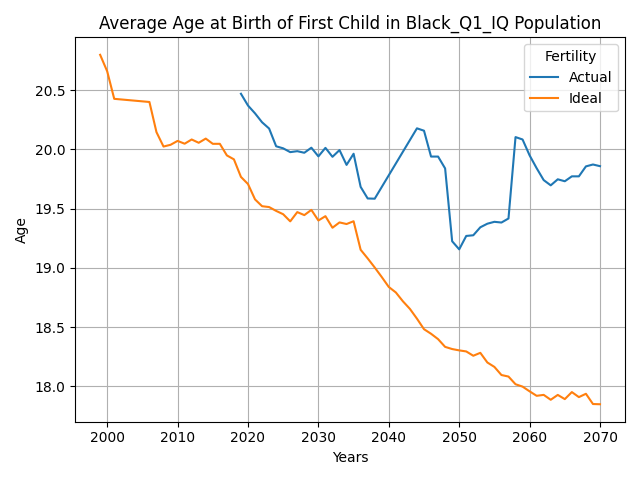 Average Age at Birth of First Child in Black_Q1_IQ Population
Fertility
Actual
Ideal
Age
20.5
20.0
19.5
19.0
18.5
18.0
2000 2010 2020 2030 2040 2050 2060 2070
Years